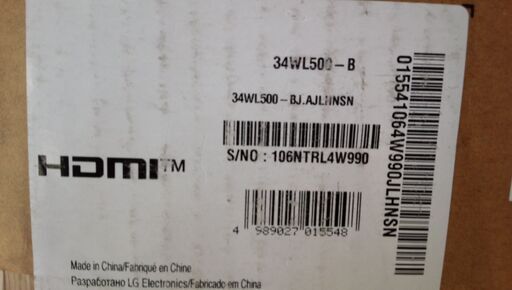 34WL500-B
34WL500-BJ.AJLHNSN
S/NO : 106NTRL4W990
HDMI™
4 989027 015548
Made in China/Fabriqué en Chine
Разработано LG Electronics/Fabricado em China
015541064W990JLHNSN